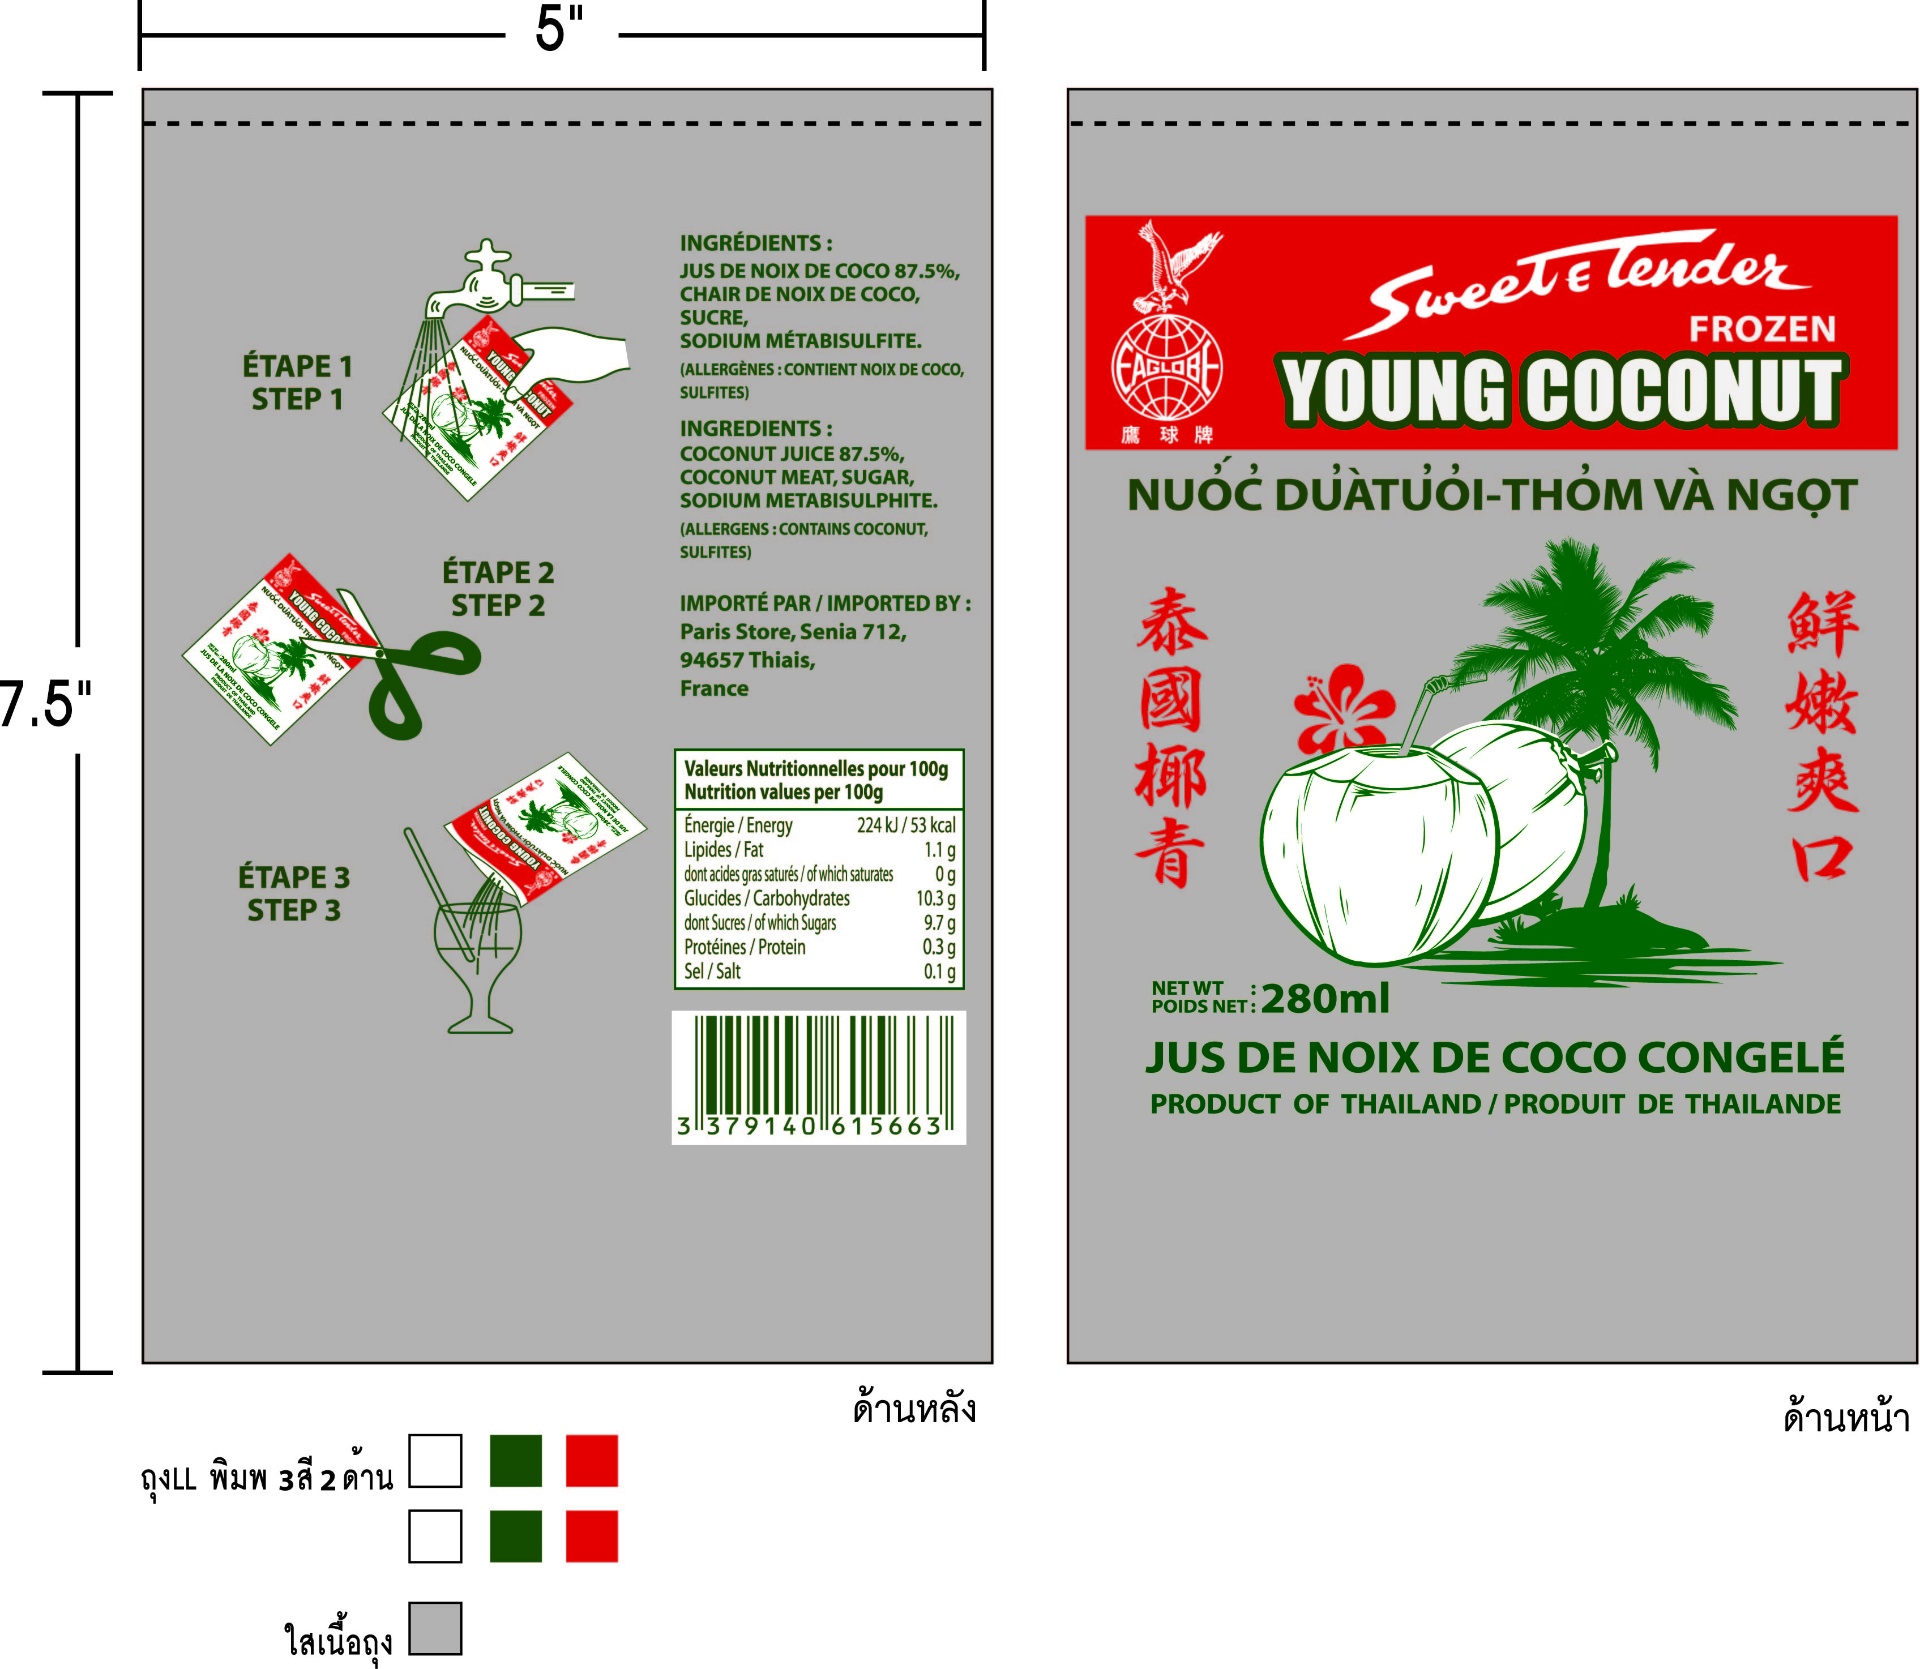 5"
7.5"
ÉTAPE 1
STEP 1
ÉTAPE 2
STEP 2
ÉTAPE 3
STEP 3
INGRÉDIENTS :
JUS DE NOIX DE COCO 87.5%,
CHAIR DE NOIX DE COCO,
SUCRE,
SODIUM MÉTABISULFITE.
(ALLERGÈNES : CONTIENT NOIX DE COCO,
SULFITES)
INGREDIENTS :
COCONUT JUICE 87.5%,
COCONUT MEAT, SUGAR,
SODIUM METABISULPHITE.
(ALLERGENS : CONTAINS COCONUT,
SULFITES)
IMPORTÉ PAR / IMPORTED BY :
Paris Store, Senia 712,
94657 Thiais,
France
Valeurs Nutritionnelles pour 100g
Nutrition values per 100g
Énergie / Energy 224 kJ / 53 kcal
Lipides / Fat 1.1 g
dont acides gras saturés / of which saturates 0 g
Glucides / Carbohydrates 10.3 g
dont Sucres / of which Sugars 9.7 g
Protéines / Protein 0.3 g
Sel / Salt 0.1 g
3 379140 615663
ด้านหลัง
Sweet & Tender
FROZEN
YOUNG COCONUT
EAGLOBE
鷹球牌
NUỚC DỦÀTUỎI-THỎM VÀ NGỌT
泰國椰青
鮮嫩爽口
NET WT :
POIDS NET : 280ml
JUS DE NOIX DE COCO CONGELÉ
PRODUCT OF THAILAND / PRODUIT DE THAILANDE
ด้านหน้า
ถุงLL พิมพ 3สี 2ด้าน
ใสเนื้อถุง